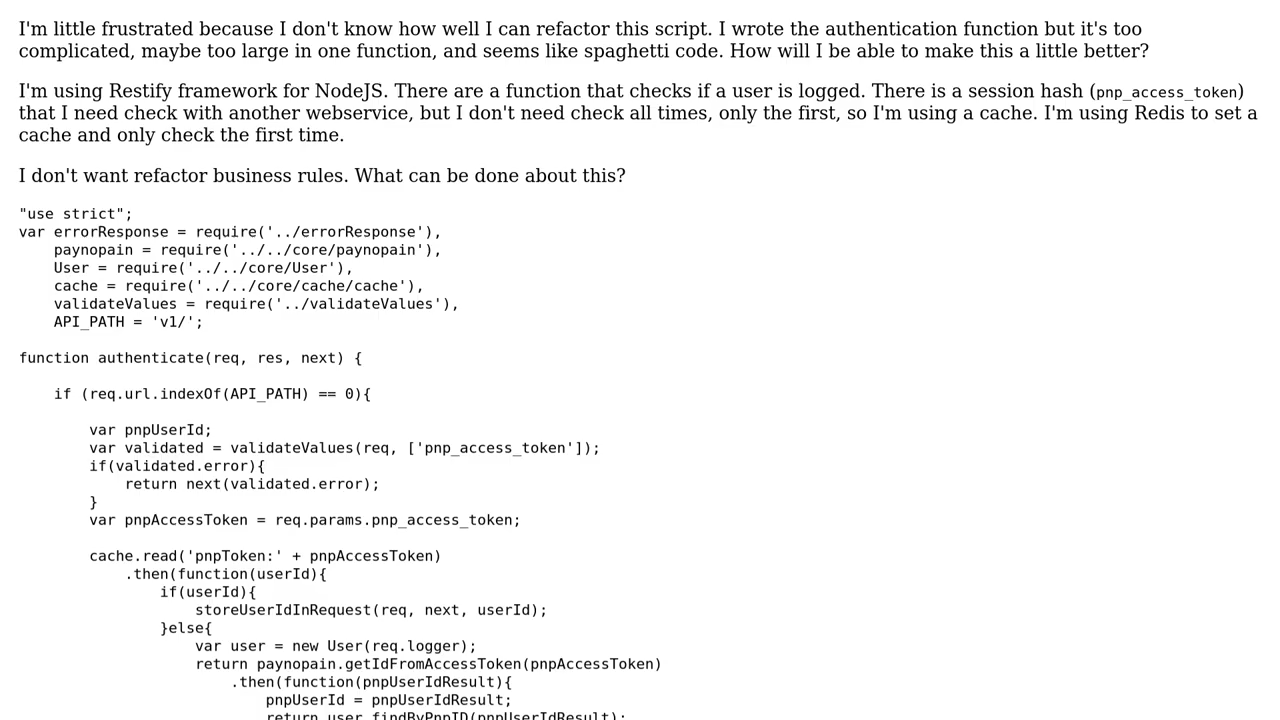 I'm little frustrated because I don't know how well I can refactor this script. I wrote the authentication function but it's too
complicated, maybe too large in one function, and seems like spaghetti code. How will I be able to make this a little better?
I'm using Restify framework for NodeJS. There are a function that checks if a user is logged. There is a session hash (pnp_access_token)
that I need check with another webservice, but I don't need check all times, only the first, so I'm using a cache. I'm using Redis to set a
cache and only check the first time.
I don't want refactor business rules. What can be done about this?
"use strict";
var errorResponse = require('../errorResponse'),
    paynopain = require('../../core/paynopain'),
    User = require('../../core/User'),
    cache = require('../../core/cache/cache'),
    validateValues = require('../validateValues'),
    API_PATH = 'v1/';
function authenticate(req, res, next) {
    if (req.url.indexOf(API_PATH) == 0){
        var pnpUserId;
        var validated = validateValues(req, ['pnp_access_token']);
        if(validated.error){
            return next(validated.error);
        }
        var pnpAccessToken = req.params.pnp_access_token;
        cache.read('pnpToken:' + pnpAccessToken)
            .then(function(userId){
                if(userId){
                    storeUserIdInRequest(req, next, userId);
                }else{
                    var user = new User(req.logger);
                    return paynopain.getIdFromAccessToken(pnpAccessToken)
                        .then(function(pnpUserIdResult){
                            pnpUserId = pnpUserIdResult;
                            return user.findByPnpID(pnpUserIdResult);